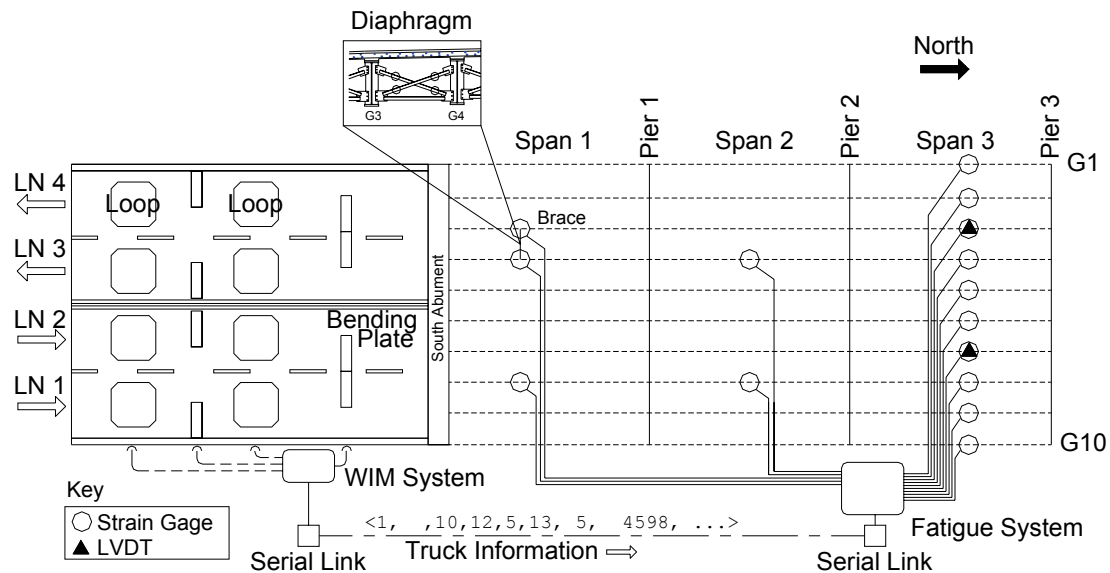 Diaphragm
G3 G4
North
Span 1
Pier 1
Span 2
Pier 2
Span 3
Pier 3
G1
LN 4
Loop Loop
LN 3
Brace
LN 2
Bending
Plate
South Abument
LN 1
G10
WIM System
Key
Strain Gage
LVDT
<1, ,10,12,5,13, 5, 4598, ...>
Fatigue System
Serial Link
Truck Information
Serial Link